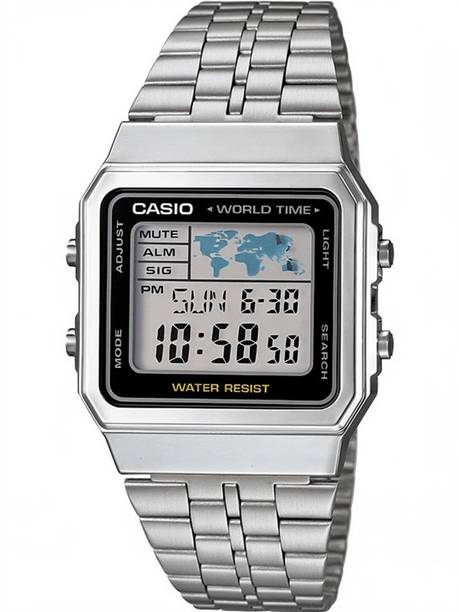 CASIO ◄ WORLD TIME ►
ADJUST
MUTE
LIGHT
ALM
SIG
PM SUN 6-30
10:58 50
MODE
SEARCH
WATER RESIST